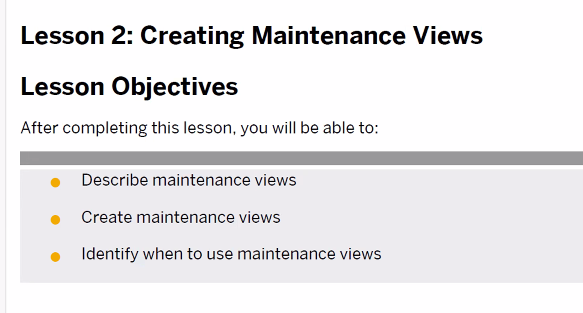 Lesson 2: Creating Maintenance Views
Lesson Objectives
After completing this lesson, you will be able to:
Describe maintenance views
Create maintenance views
Identify when to use maintenance views